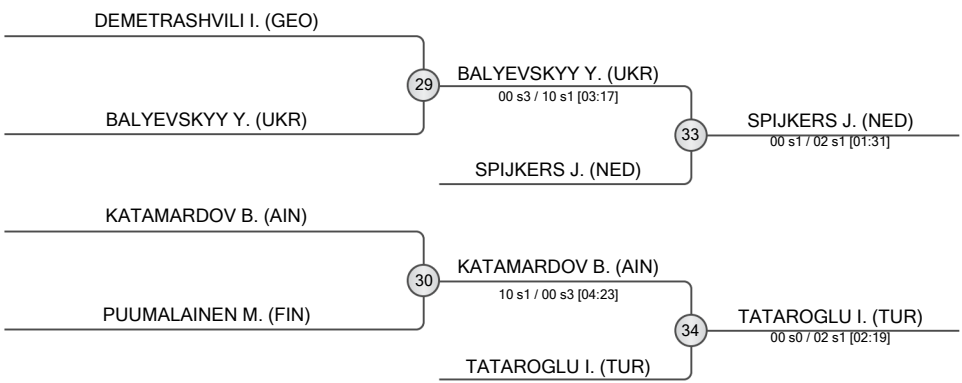 DEMETRASHVILI I. (GEO)
29
BALYEVSKYY Y. (UKR)
00 s3 / 10 s1 [03:17]
BALYEVSKYY Y. (UKR)
33
SPIJKERS J. (NED)
00 s1 / 02 s1 [01:31]
SPIJKERS J. (NED)
KATAMARDOV B. (AIN)
30
KATAMARDOV B. (AIN)
10 s1 / 00 s3 [04:23]
PUUMALAINEN M. (FIN)
34
TATAROGLU I. (TUR)
00 s0 / 02 s1 [02:19]
TATAROGLU I. (TUR)